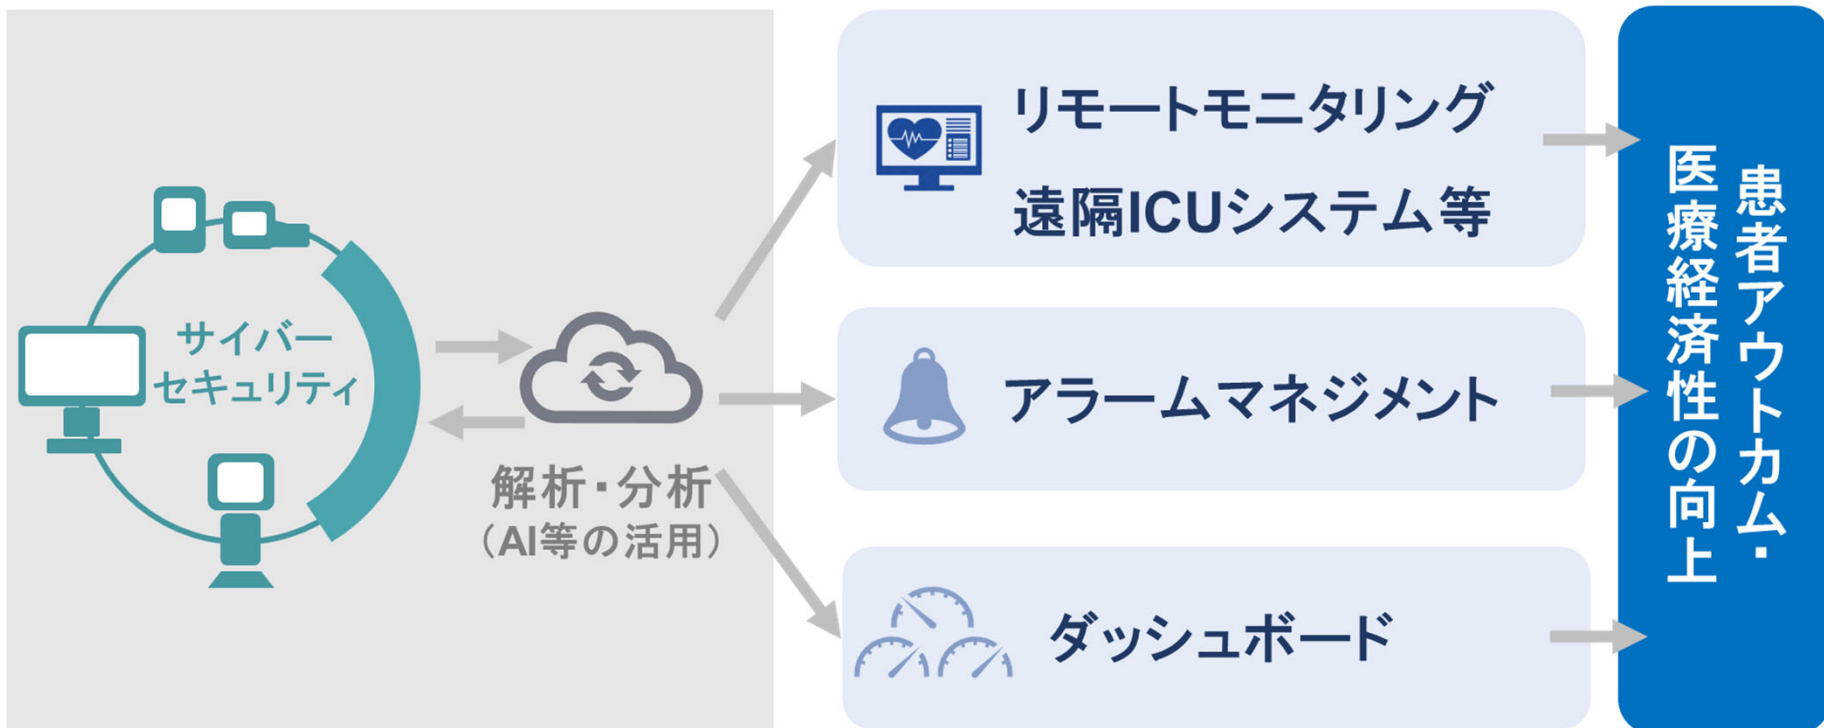 サイバー
セキュリティ
解析・分析
（AI等の活用）
リモートモニタリング
遠隔ICUシステム等
アラームマネジメント
ダッシュボード
患者アウトカム・
医療経済性の向上